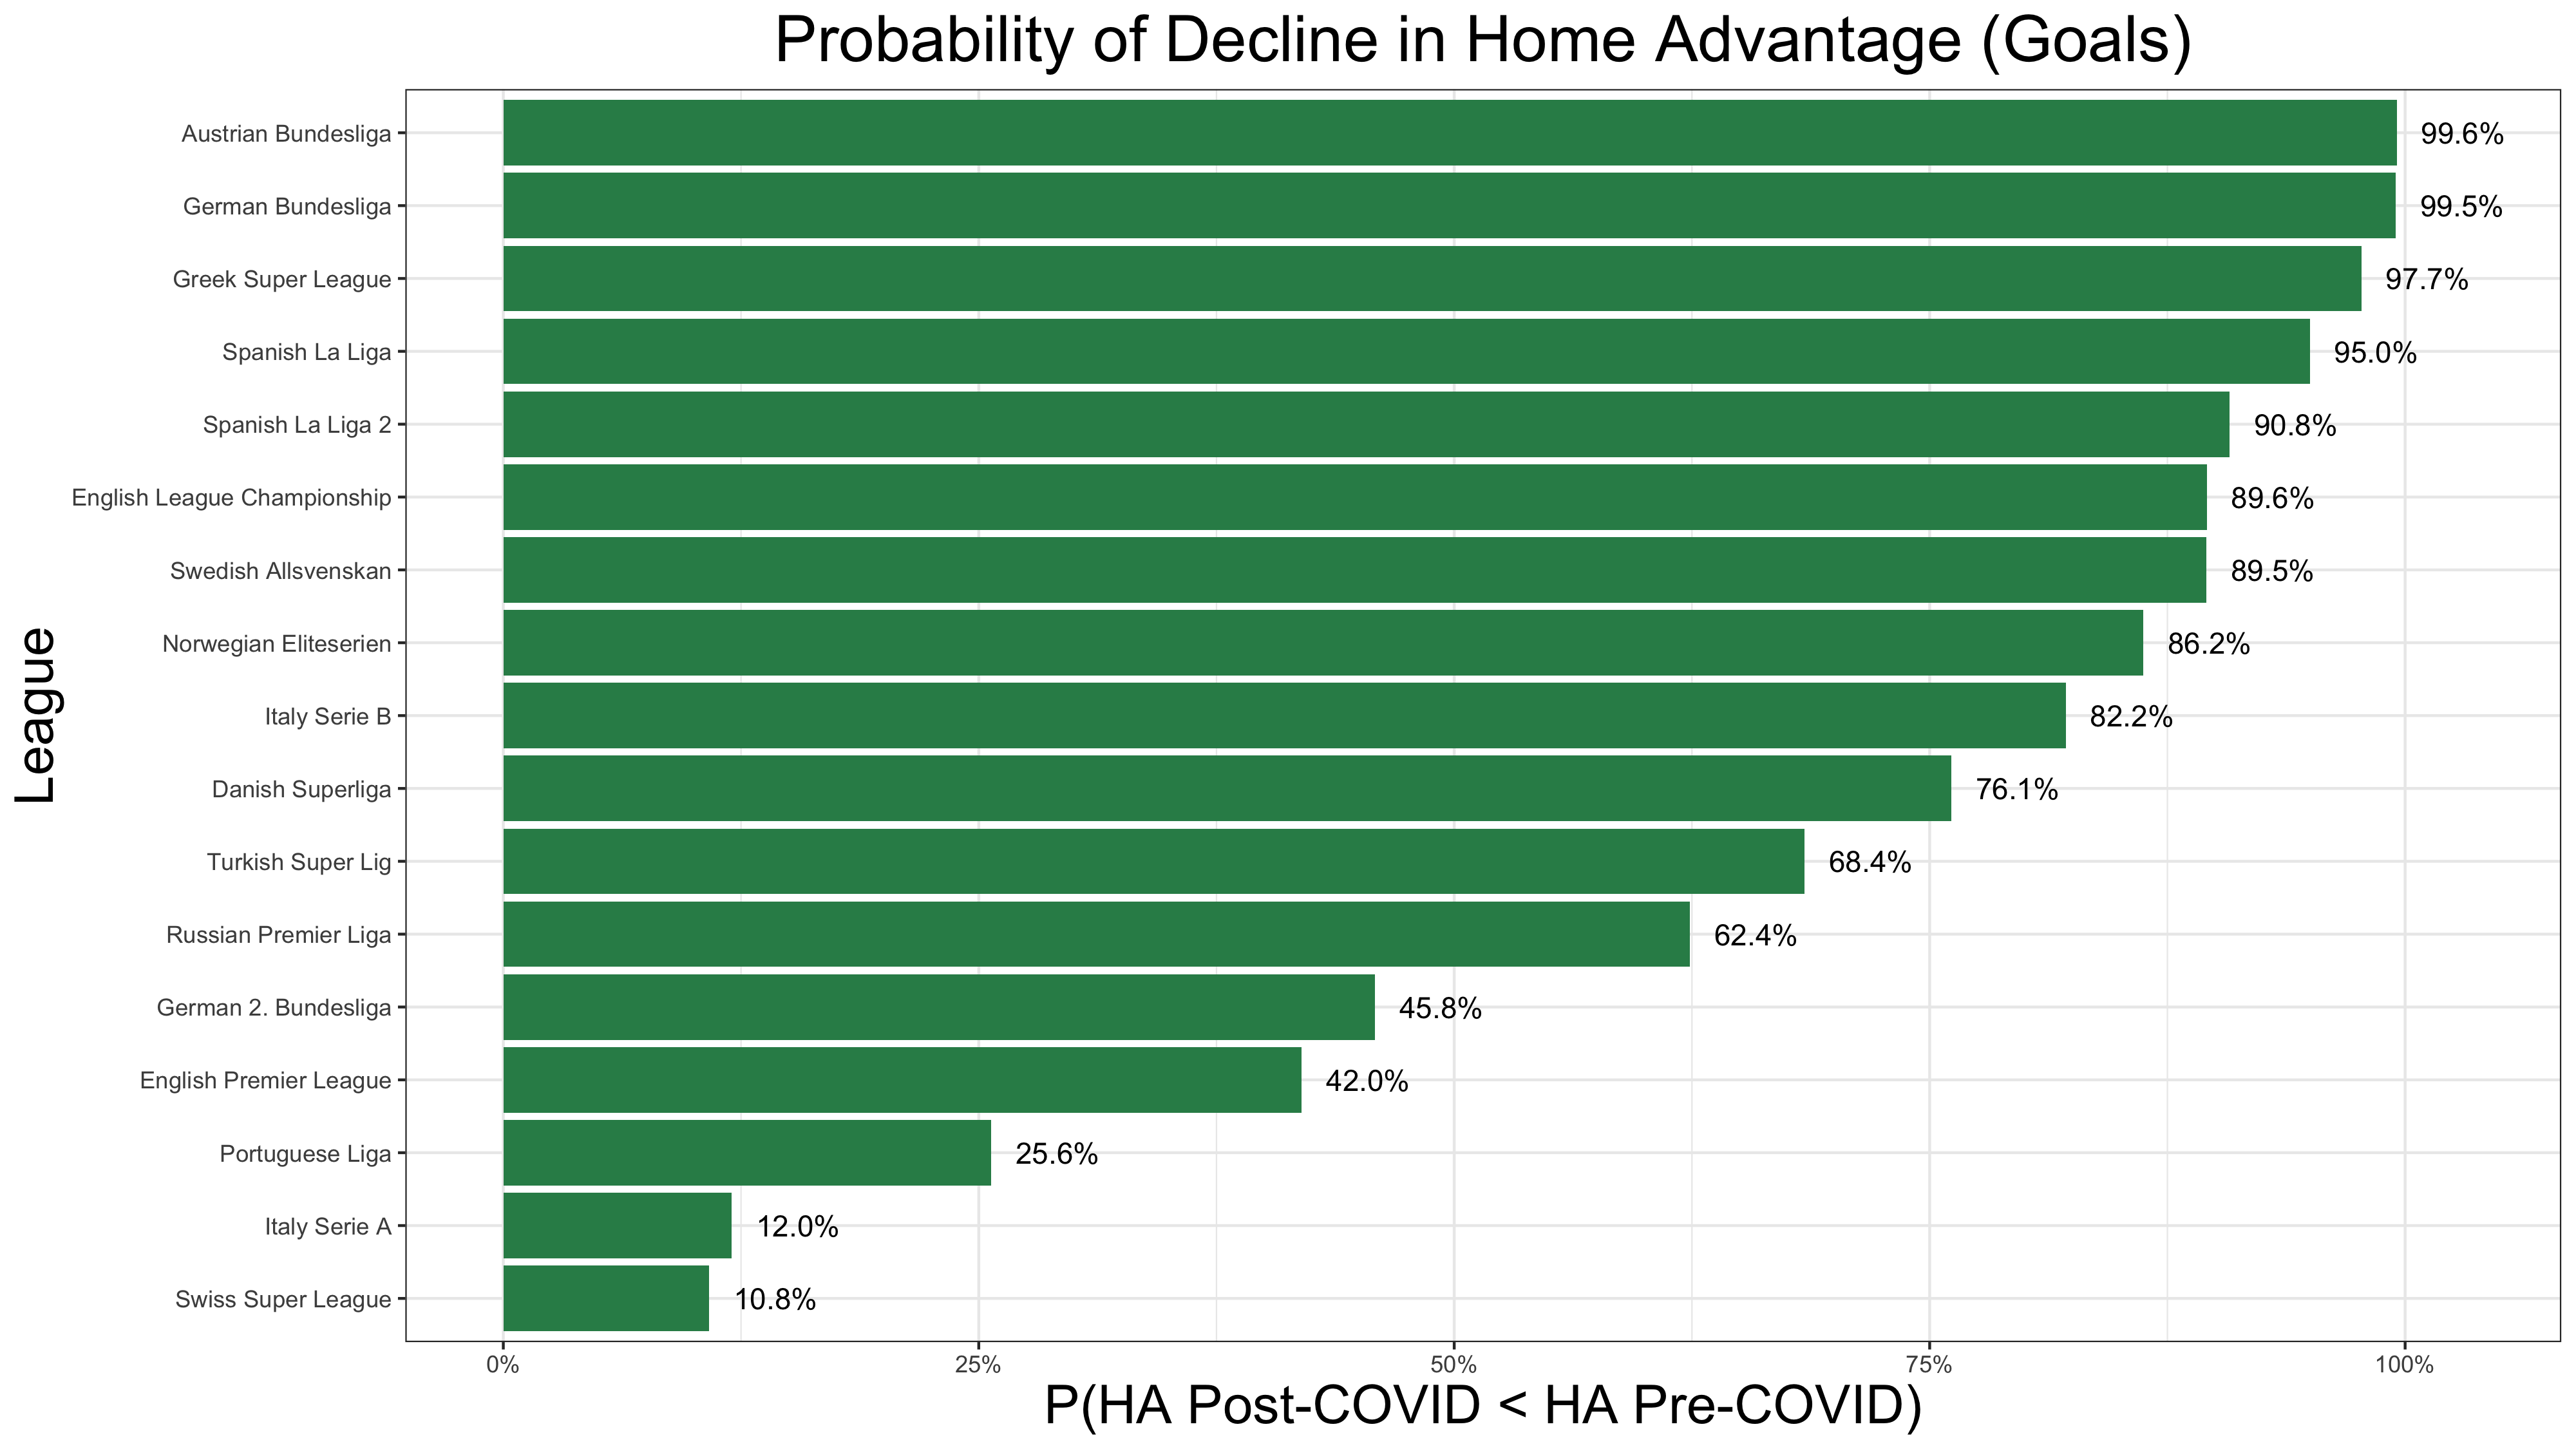 Probability of Decline in Home Advantage (Goals)
League
Austrian Bundesliga 99.6%
German Bundesliga 99.5%
Greek Super League 97.7%
Spanish La Liga 95.0%
Spanish La Liga 2 90.8%
English League Championship 89.6%
Swedish Allsvenskan 89.5%
Norwegian Eliteserien 86.2%
Italy Serie B 82.2%
Danish Superliga 76.1%
Turkish Super Lig 68.4%
Russian Premier Liga 62.4%
German 2. Bundesliga 45.8%
English Premier League 42.0%
Portuguese Liga 25.6%
Italy Serie A 12.0%
Swiss Super League 10.8%
0% 25% 50% 75% 100%
P(HA Post-COVID < HA Pre-COVID)